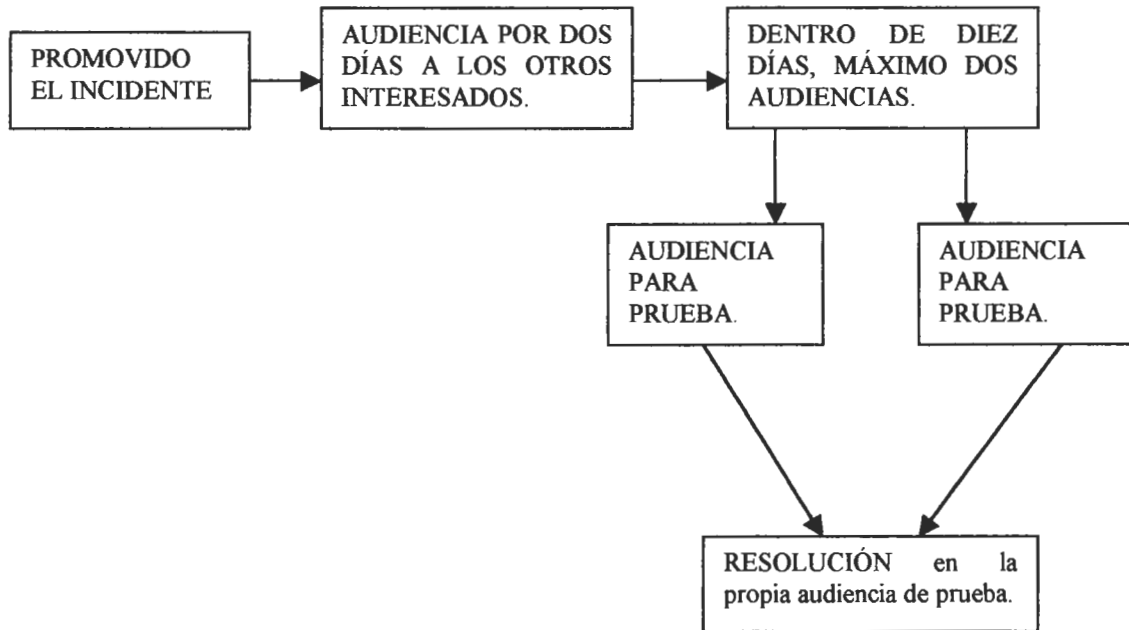 PROMOVIDO
EL INCIDENTE
AUDIENCIA POR DOS
DÍAS A LOS OTROS
INTERESADOS.
DENTRO DE DIEZ
DÍAS, MÁXIMO DOS
AUDIENCIAS.
AUDIENCIA
PARA
PRUEBA.
AUDIENCIA
PARA
PRUEBA.
RESOLUCIÓN en la
propia audiencia de prueba.